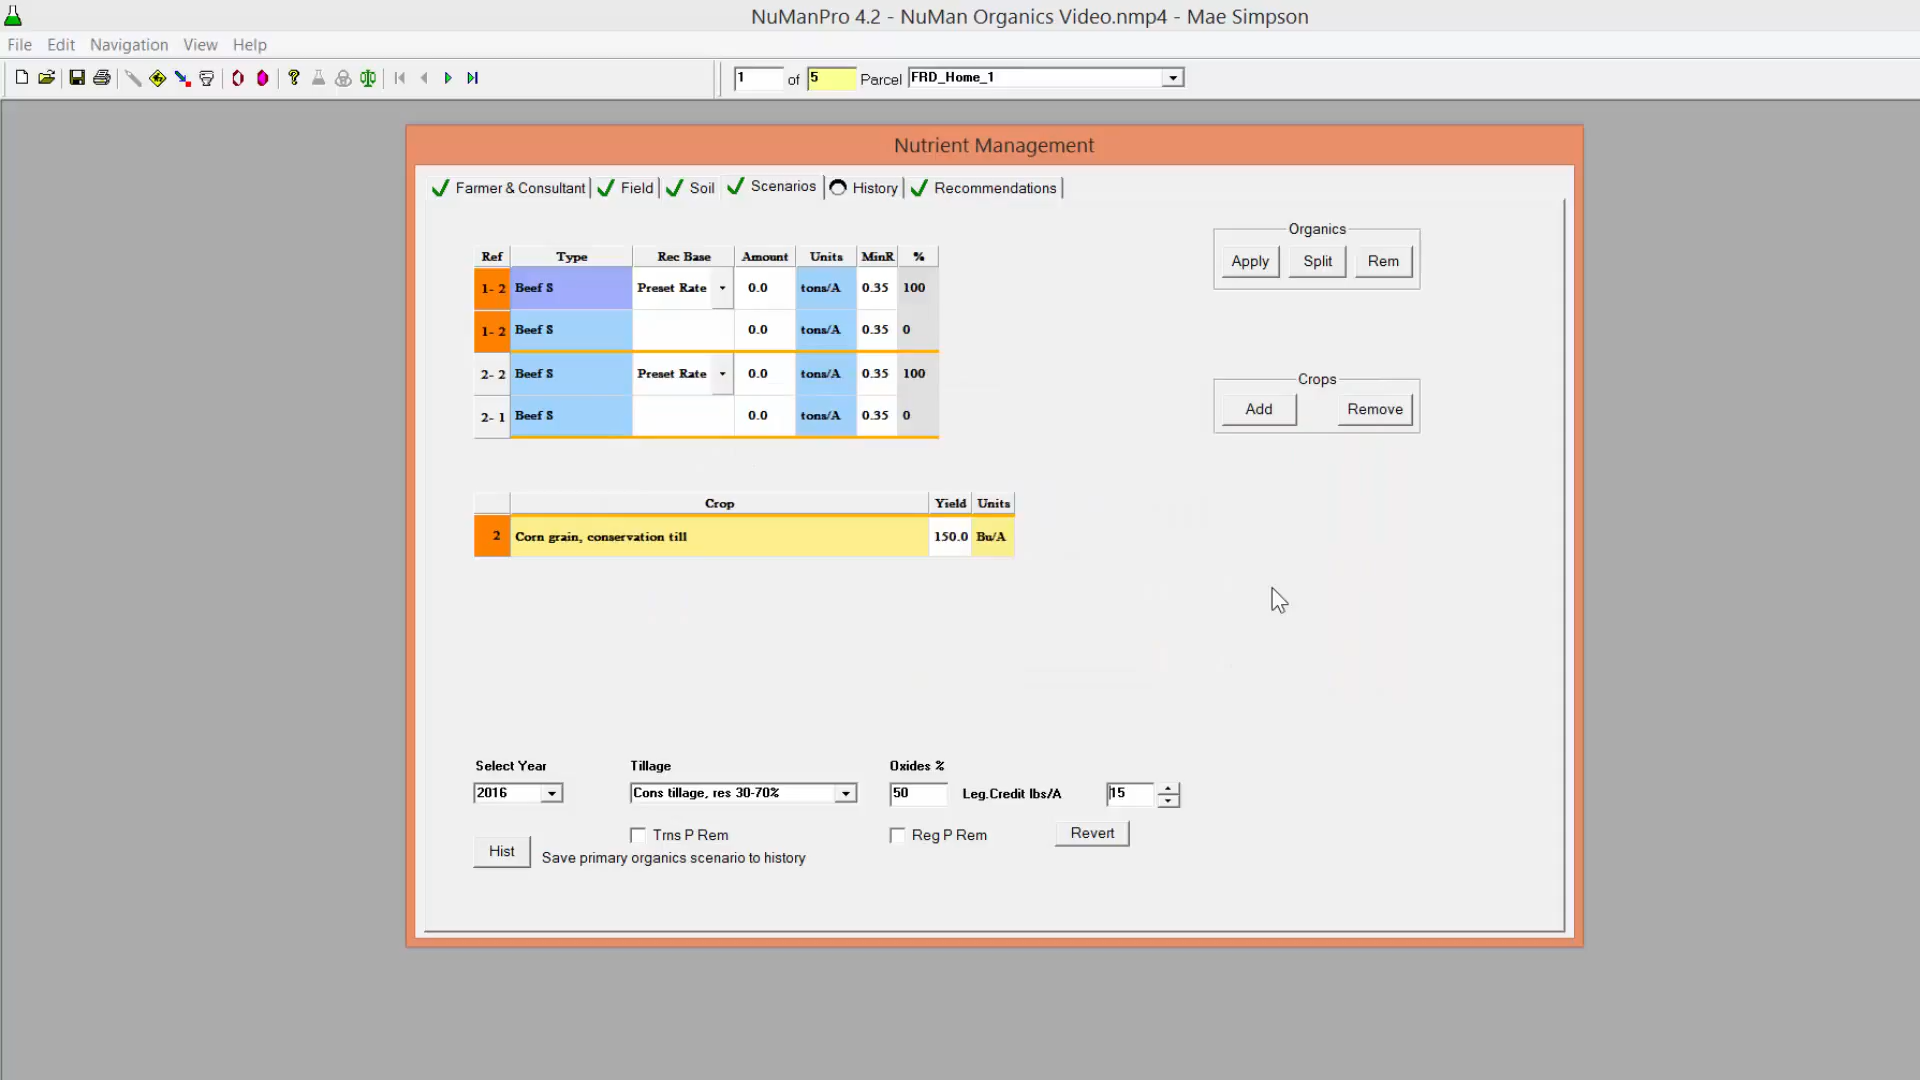 NuManPro 4.2 - NuMan Organics Video.nmp4 - Mae Simpson
File Edit Navigation View Help
1 of 5 Parcel FRD_Home_1
Nutrient Management
Farmer & Consultant Field Soil Scenarios History Recommendations
Organics
Apply Split Rem
Ref Type Rec Base Amount Units MinR %
1- 2 Beef S Preset Rate 0.0 tons/A 0.35 100
1- 2 Beef S 0.0 tons/A 0.35 0
2- 2 Beef S Preset Rate 0.0 tons/A 0.35 100
2- 1 Beef S 0.0 tons/A 0.35 0
Crops
Add Remove
Crop Yield Units
2 Corn grain, conservation till 150.0 Bu/A
Select Year Tillage Oxides %
2016 Cons tillage, res 30-70% 50 Leg.Credit lbs/A 15
Trns P Rem Reg P Rem Revert
Hist Save primary organics scenario to history